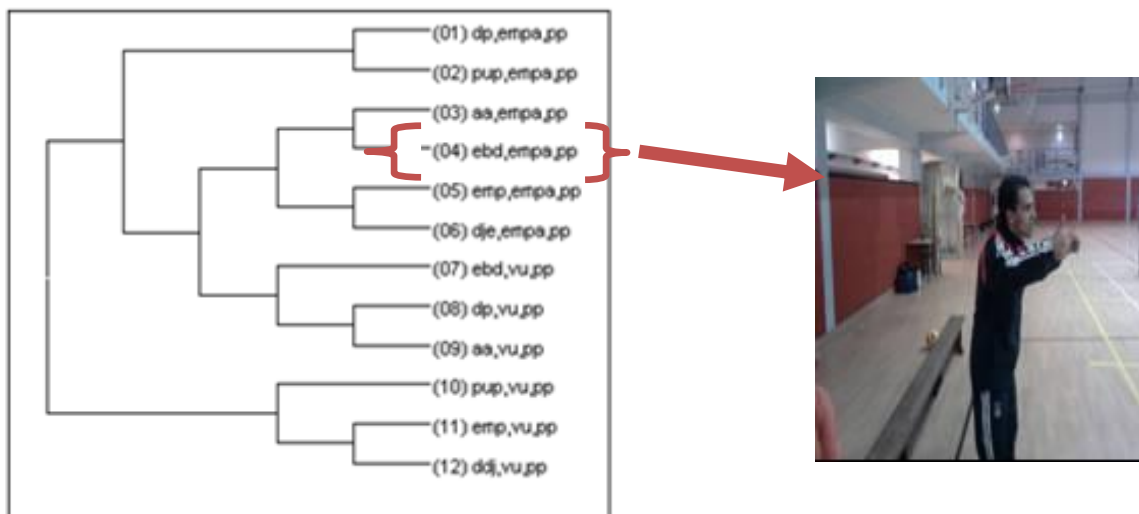 (01) dp,empa,pp
(02) pup,empa,pp
(03) aa,empa,pp
(04) ebd,empa,pp
(05) emp,empa,pp
(06) dje,empa,pp
(07) ebd,vu,pp
(08) dp,vu,pp
(09) aa,vu,pp
(10) pup,vu,pp
(11) emp,vu,pp
(12) ddj,vu,pp